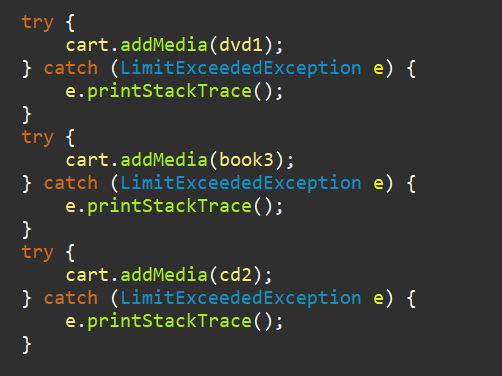 try {
    cart.addMedia(dvd1);
} catch (LimitExceededException e) {
    e.printStackTrace();
}
try {
    cart.addMedia(book3);
} catch (LimitExceededException e) {
    e.printStackTrace();
}
try {
    cart.addMedia(cd2);
} catch (LimitExceededException e) {
    e.printStackTrace();
}